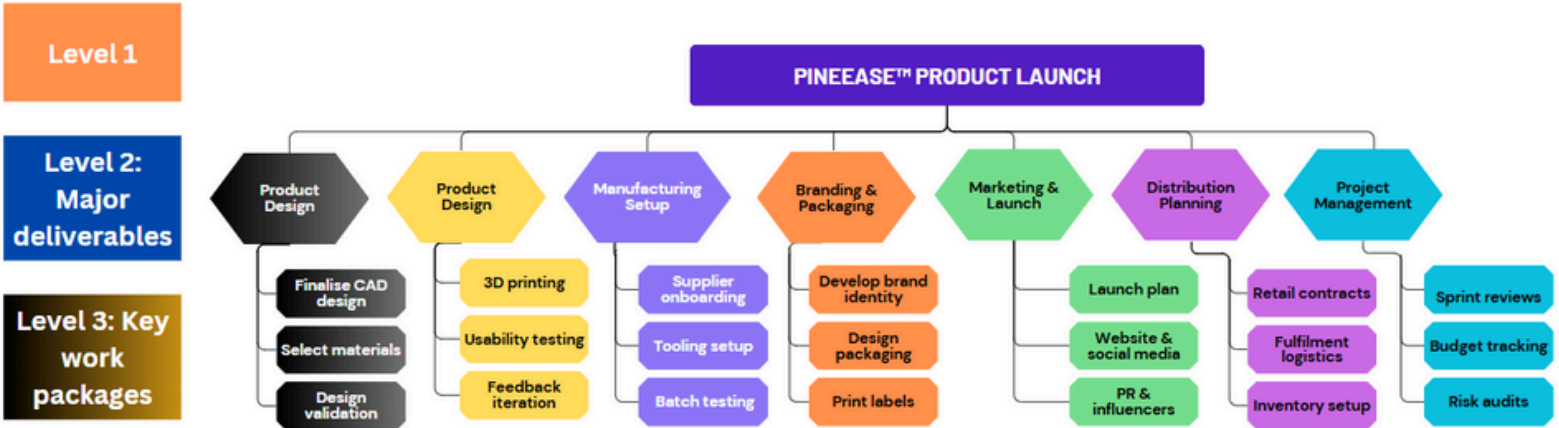 Level 1
PINEEASE™ PRODUCT LAUNCH
Level 2:
Major
deliverables
Product
Design
Product
Design
Manufacturing
Setup
Branding &
Packaging
Marketing &
Launch
Distribution
Planning
Project
Management
Level 3: Key
work
packages
Finalise CAD
design
Select materials
Design
validation
3D printing
Usability testing
Feedback
iteration
Supplier
onboarding
Tooling setup
Batch testing
Develop brand
identity
Design
packaging
Print labels
Launch plan
Website &
social media
PR &
influencers
Retail contracts
Fulfilment
logistics
Inventory setup
Sprint reviews
Budget tracking
Risk audits